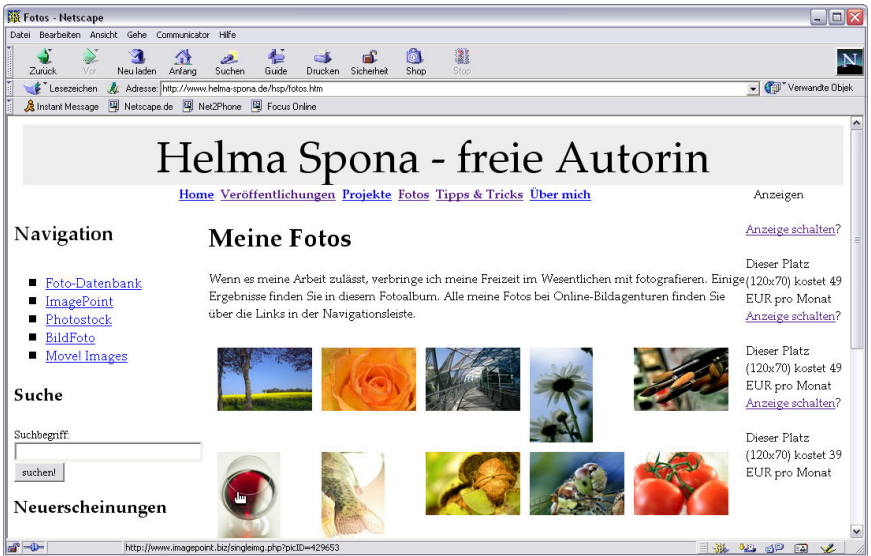 Fotos - Netscape
Datei Bearbeiten Ansicht Gehe Communicator Hilfe
Zurück Vor Neu laden Anfang Suchen Guide Drucken Sicherheit Shop Stop
N
Lesezeichen Adresse: http://www.helma-spona.de/hsp/fotos.htm Verwandte Objek
Instant Message Netscape.de Net2Phone Focus Online
Helma Spona - freie Autorin
Home Veröffentlichungen Projekte Fotos Tipps & Tricks Über mich
Navigation
Foto-Datenbank
ImagePoint
Photostock
BildFoto
Move! Images
Suche
Suchbegriff:
suchen!
Neuerscheinungen
Meine Fotos
Wenn es meine Arbeit zulässt, verbringe ich meine Freizeit im Wesentlichen mit fotografieren. Einige
Ergebnisse finden Sie in diesem Fotoalbum. Alle meine Fotos bei Online-Bildagenturen finden Sie
über die Links in der Navigationsleiste.
Anzeigen
Anzeige schalten?
Dieser Platz
(120x70) kostet 49
EUR pro Monat
Anzeige schalten?
Dieser Platz
(120x70) kostet 49
EUR pro Monat
Anzeige schalten?
Dieser Platz
(120x70) kostet 39
EUR pro Monat
http://www.imagepoint.biz/singleimg.php?picID=429653